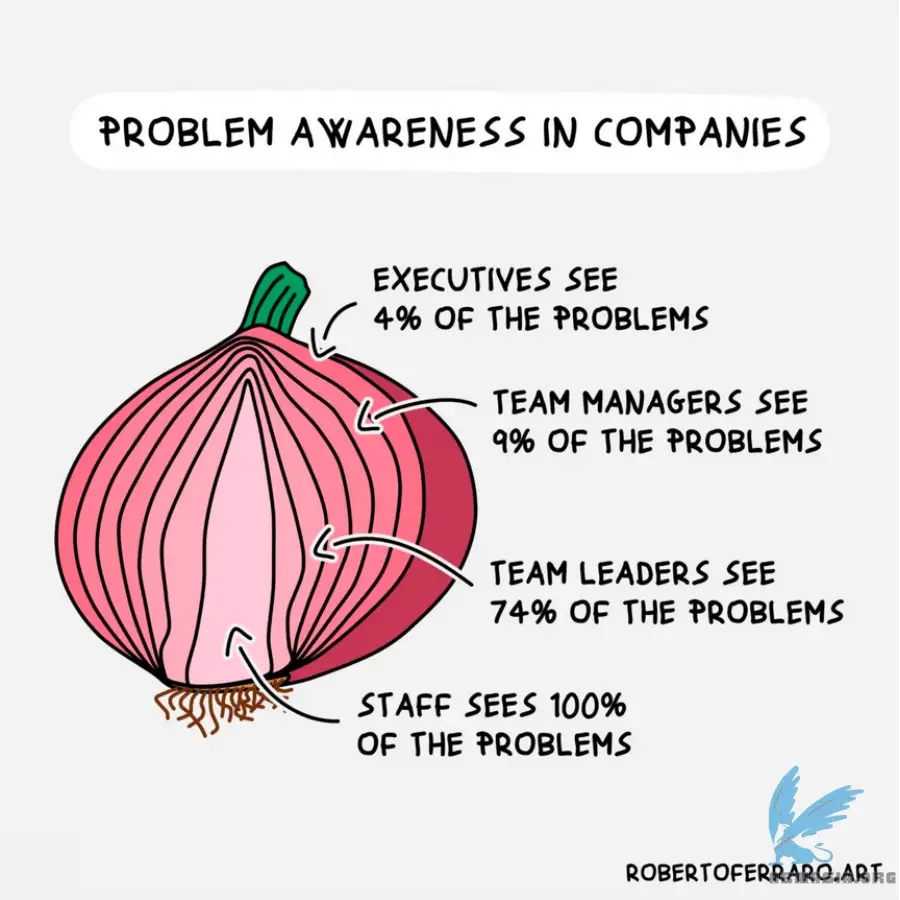 PROBLEM AWARENESS IN COMPANIES
EXECUTIVES SEE
4% OF THE PROBLEMS
TEAM MANAGERS SEE
9% OF THE PROBLEMS
TEAM LEADERS SEE
74% OF THE PROBLEMS
STAFF SEES 100%
OF THE PROBLEMS
ROBERTOFERRARO.ART